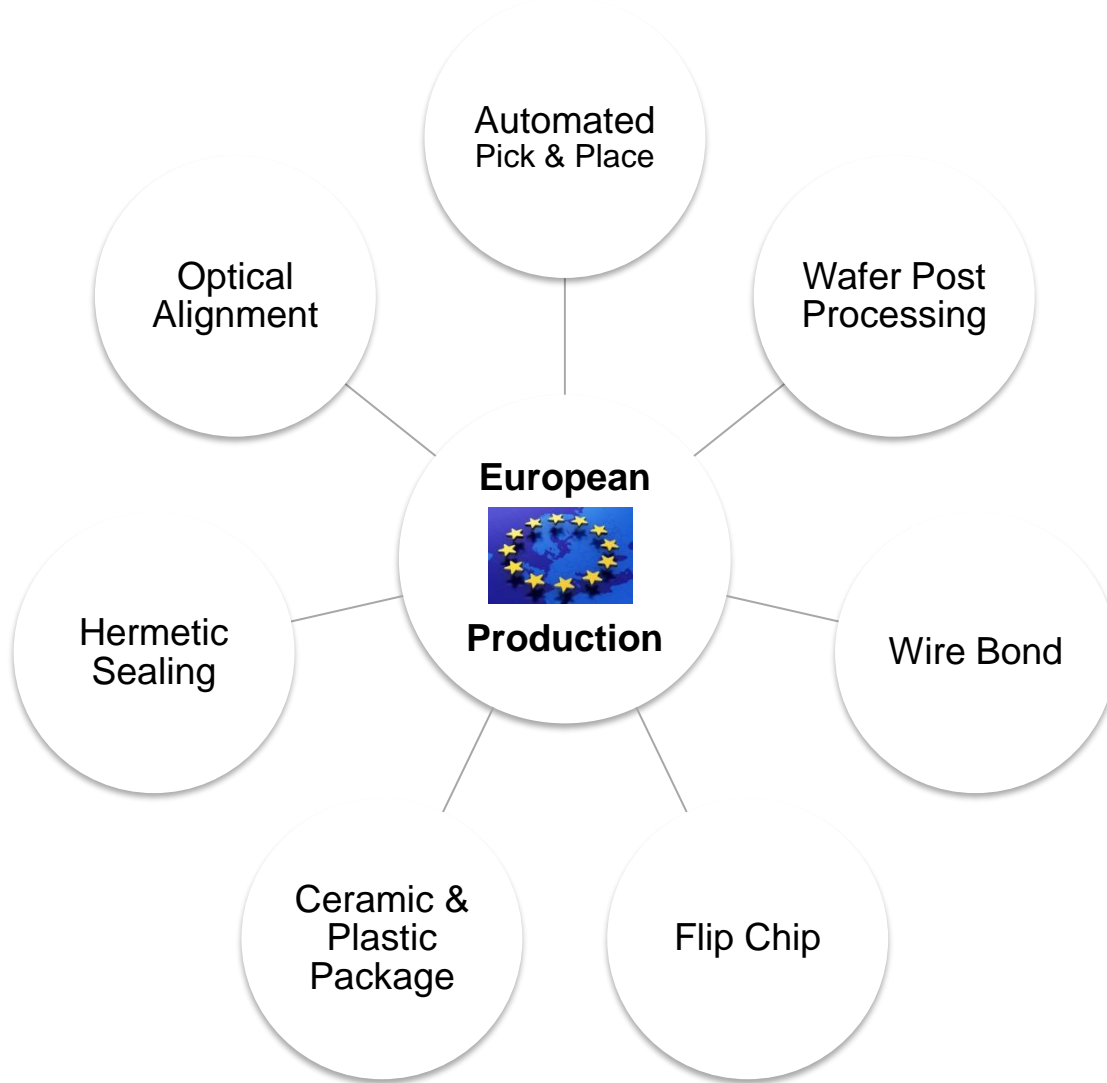 Automated
Pick & Place
Optical
Alignment
Wafer Post
Processing
European
Production
Hermetic
Sealing
Wire Bond
Ceramic &
Plastic
Package
Flip Chip